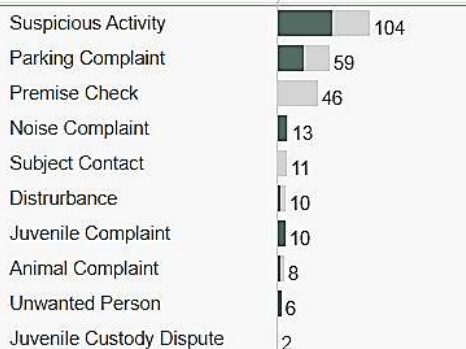 Suspicious Activity 104
Parking Complaint 59
Premise Check 46
Noise Complaint 13
Subject Contact 11
Distrurbance 10
Juvenile Complaint 10
Animal Complaint 8
Unwanted Person 6
Juvenile Custody Dispute 2